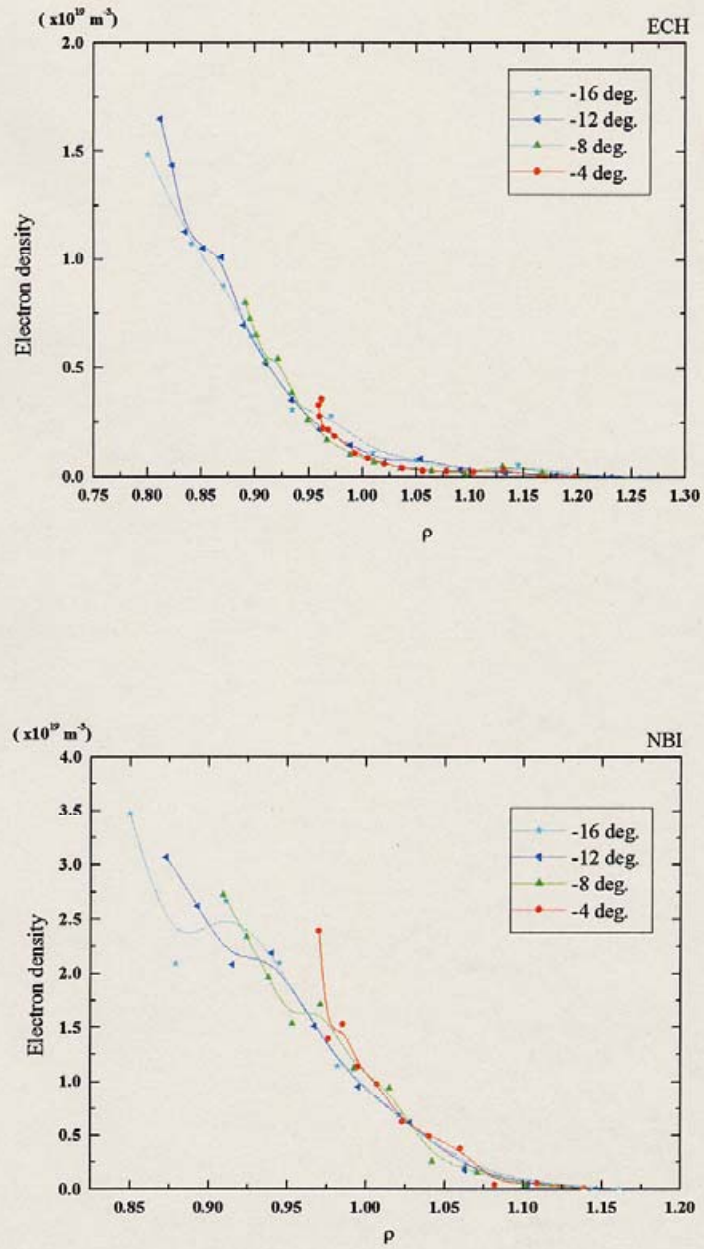 ( x10¹⁹ m⁻³)
ECH
2.0
1.5
1.0
0.5
0.0
Electron density
-16 deg.
-12 deg.
-8 deg.
-4 deg.
0.75 0.80 0.85 0.90 0.95 1.00 1.05 1.10 1.15 1.20 1.25 1.30
ρ
( x10¹⁹ m⁻³)
NBI
4.0
3.5
3.0
2.5
2.0
1.5
1.0
0.5
0.0
Electron density
-16 deg.
-12 deg.
-8 deg.
-4 deg.
0.85 0.90 0.95 1.00 1.05 1.10 1.15 1.20
ρ